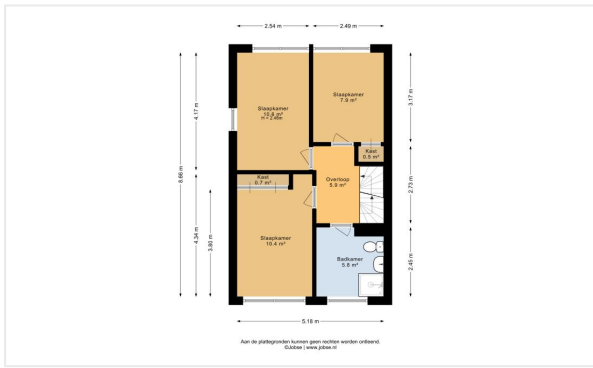 2.54 m
2.49 m
Slaapkamer
10.6 m²
H = 2.46m
Slaapkamer
7.9 m²
4.17 m
3.17 m
8.66 m
Kast
0.5 m²
Kast
0.7 m²
Overloop
5.9 m²
2.73 m
4.34 m
3.80 m
Slaapkamer
10.4 m²
Badkamer
5.8 m²
2.45 m
5.18 m
Aan de plattegronden kunnen geen rechten worden ontleend.
©Jobse | www.jobse.nl